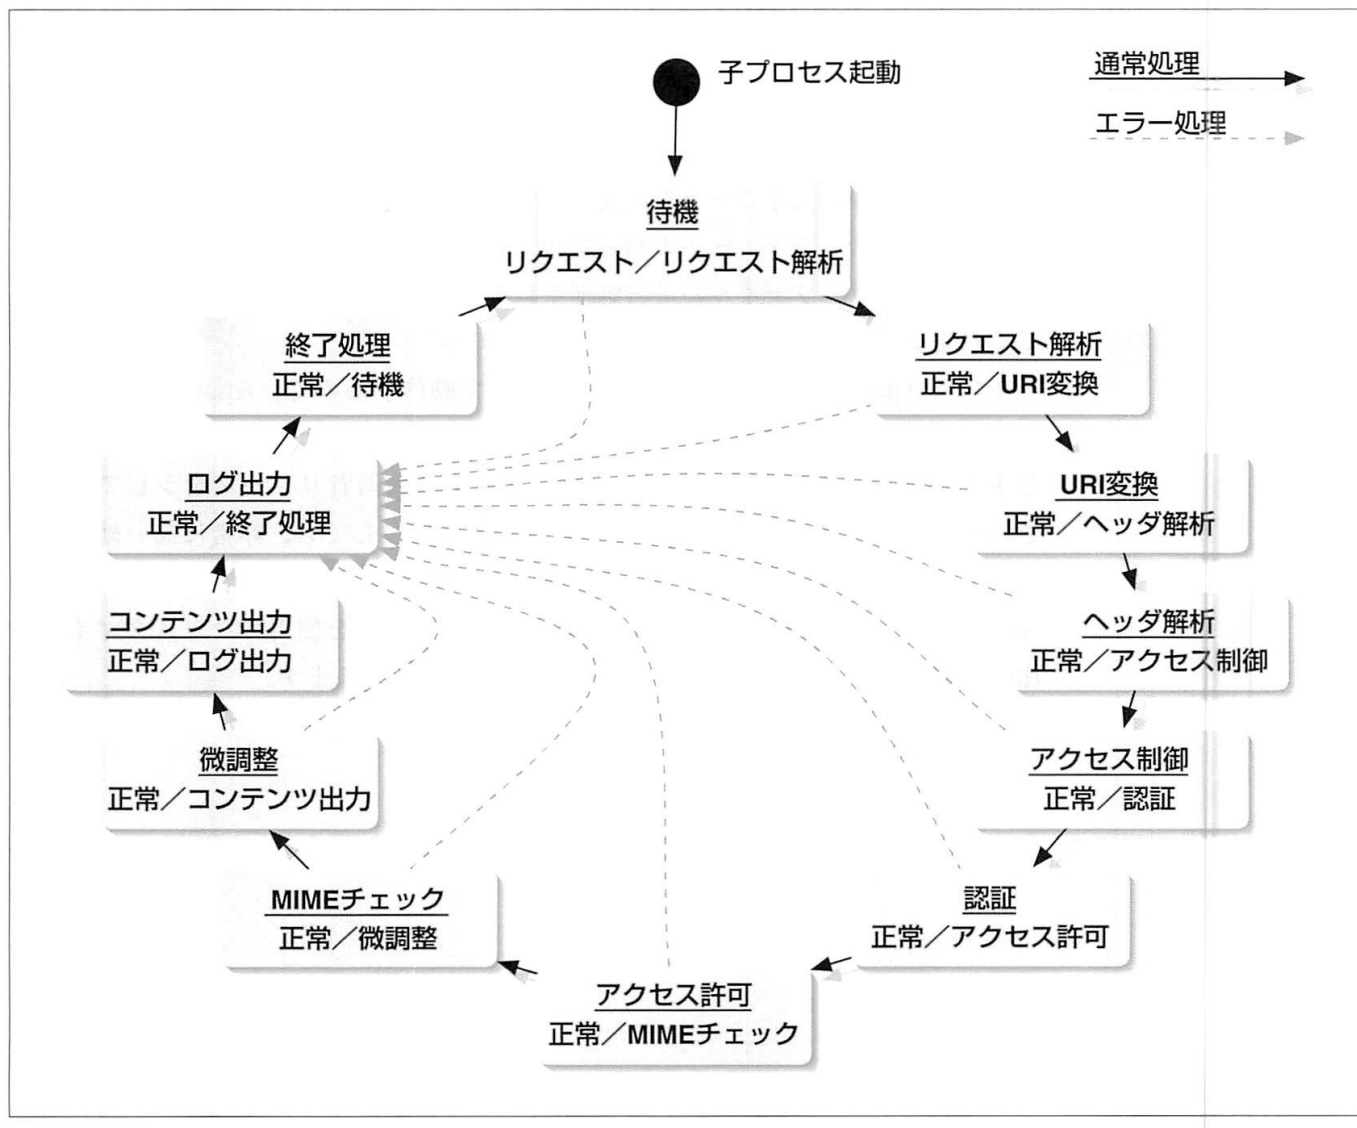 子プロセス起動
通常処理
エラー処理
待機
リクエスト／リクエスト解析
終了処理
正常／待機
リクエスト解析
正常／URI変換
ログ出力
正常／終了処理
URI変換
正常／ヘッダ解析
コンテンツ出力
正常／ログ出力
ヘッダ解析
正常／アクセス制御
微調整
正常／コンテンツ出力
アクセス制御
正常／認証
MIMEチェック
正常／微調整
認証
正常／アクセス許可
アクセス許可
正常／MIMEチェック